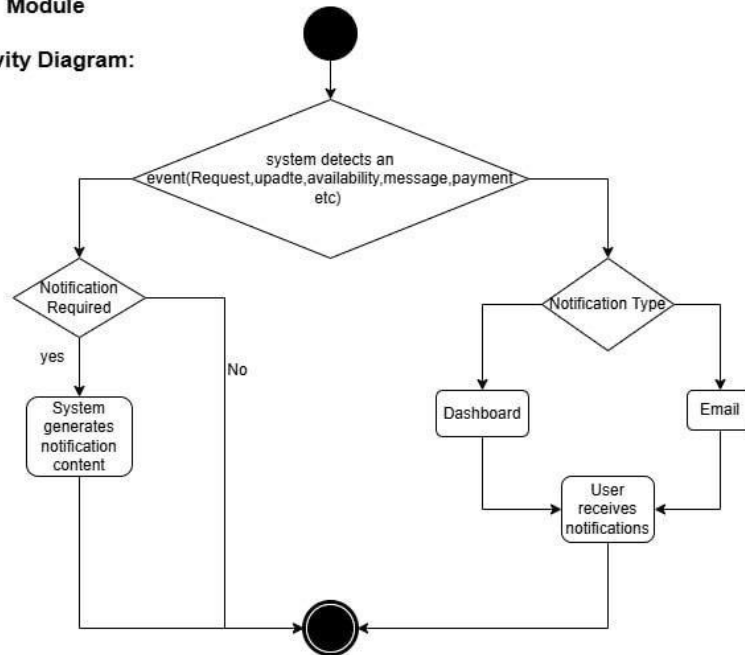 Module
vity Diagram:
system detects an
event(Request,upadte,availability,message,payment
etc)
Notification
Required
Notification Type
yes
No
System
generates
notification
content
Dashboard
Email
User
receives
notifications